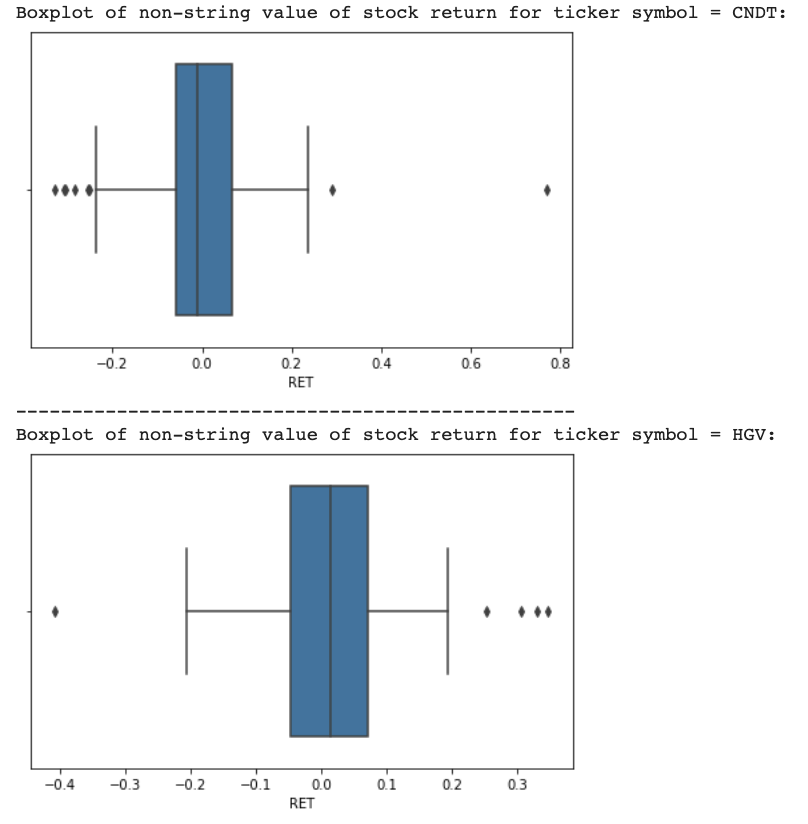 Boxplot of non-string value of stock return for ticker symbol = CNDT:
−0.2 0.0 0.2 0.4 0.6 0.8
RET
--------------------------------------------------
Boxplot of non-string value of stock return for ticker symbol = HGV:
−0.4 −0.3 −0.2 −0.1 0.0 0.1 0.2 0.3
RET